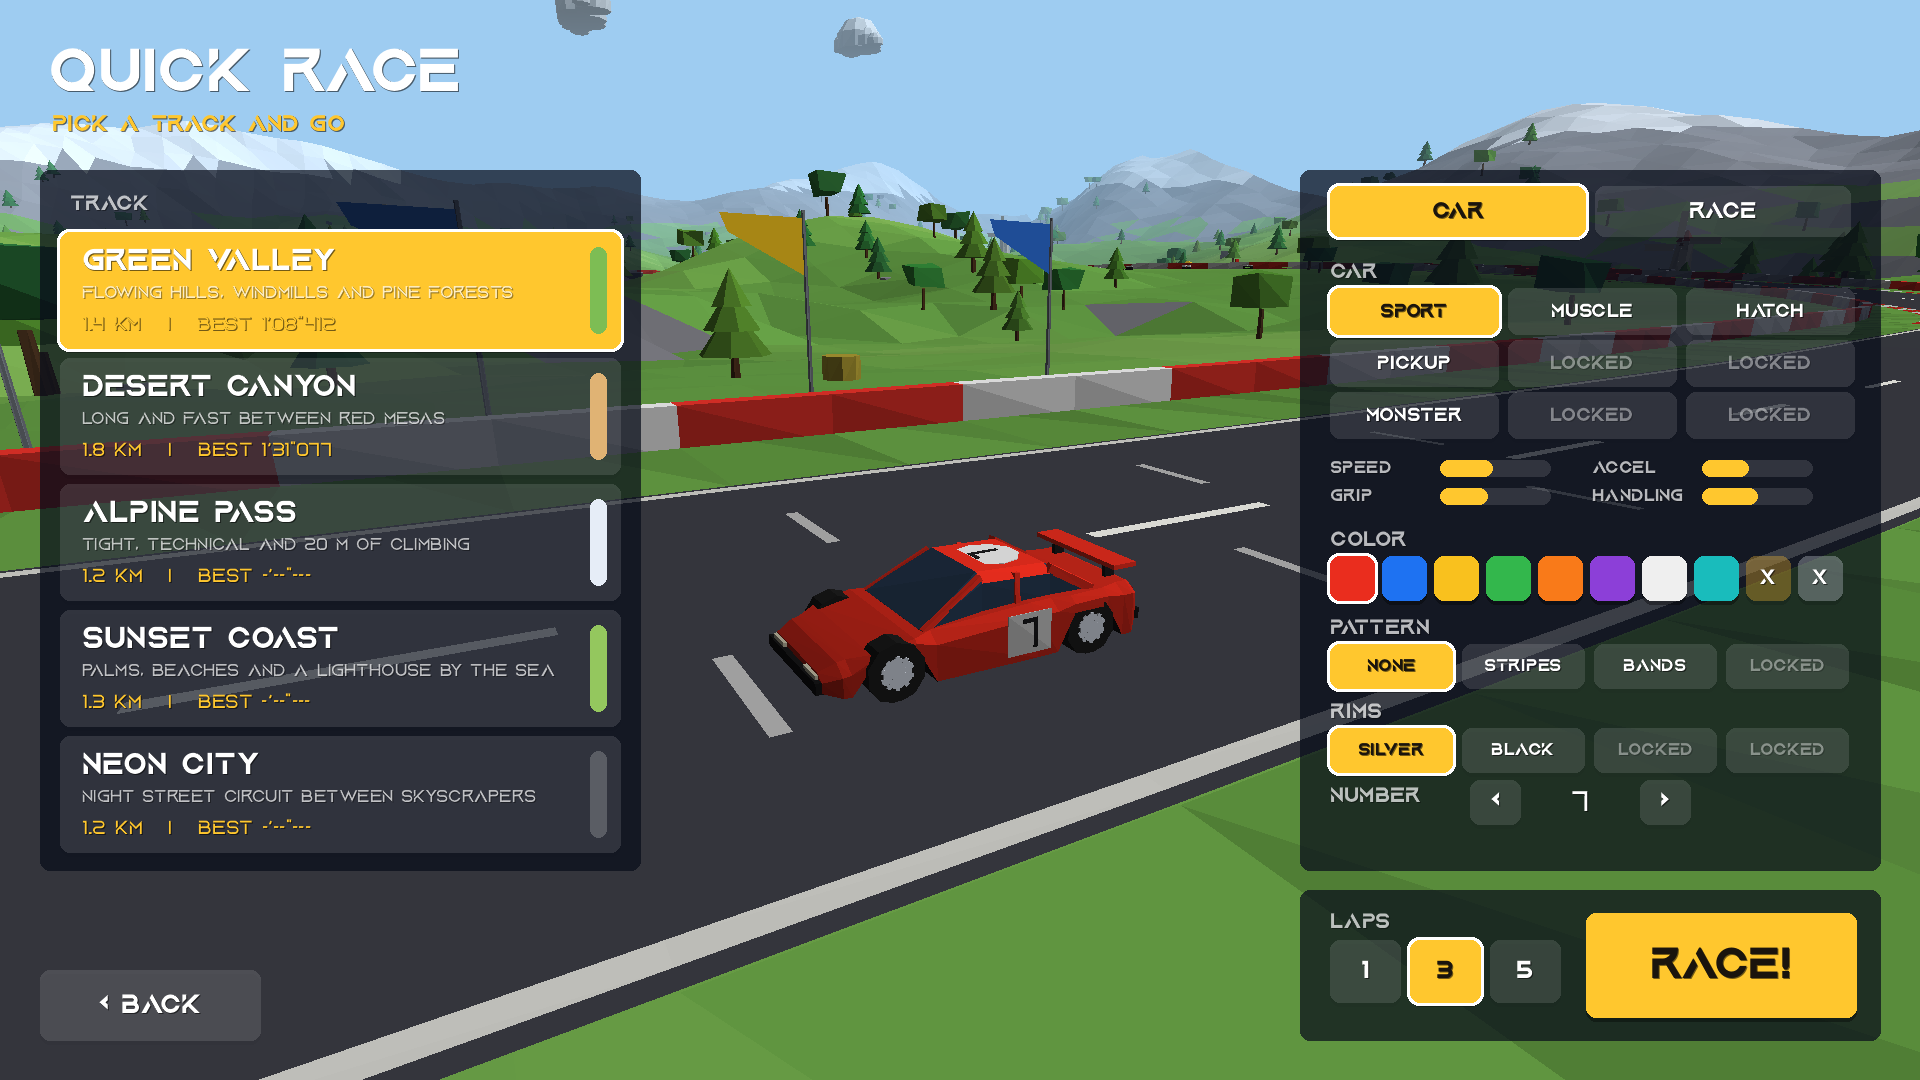 QUICK RACE
PICK A TRACK AND GO
TRACK
GREEN VALLEY
FLOWING HILLS, WINDMILLS AND PINE FORESTS
1.4 KM | BEST 1'08"412
DESERT CANYON
LONG AND FAST BETWEEN RED MESAS
1.8 KM | BEST 1'31"077
ALPINE PASS
TIGHT, TECHNICAL AND 20 M OF CLIMBING
1.2 KM | BEST -'--"---
SUNSET COAST
PALMS, BEACHES AND A LIGHTHOUSE BY THE SEA
1.3 KM | BEST -'--"---
NEON CITY
NIGHT STREET CIRCUIT BETWEEN SKYSCRAPERS
1.2 KM | BEST -'--"---
BACK
7
7
CAR RACE
CAR
SPORT MUSCLE HATCH
PICKUP LOCKED LOCKED
MONSTER LOCKED LOCKED
SPEED ACCEL
GRIP HANDLING
COLOR
X X
PATTERN
NONE STRIPES BANDS LOCKED
RIMS
SILVER BLACK LOCKED LOCKED
NUMBER 7
LAPS
1 3 5
RACE!